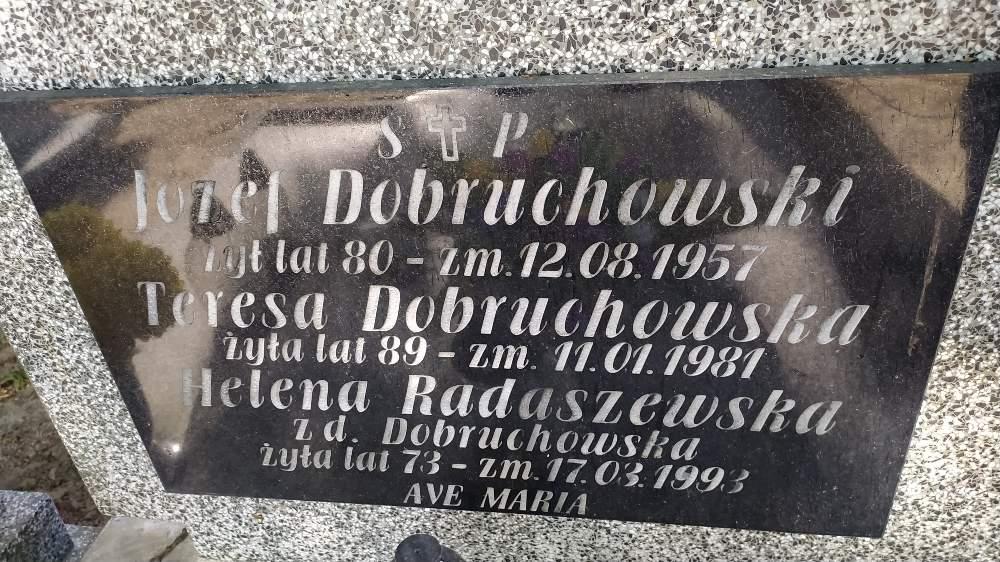 S ✝ P
Józef Dobruchowski
żył lat 80 - zm. 12.08.1957
Teresa Dobruchowska
żyła lat 89 - zm. 11.01.1981
Helena Radaszewska
z d. Dobruchowska
żyła lat 73 - zm. 17.03.1993
AVE MARIA